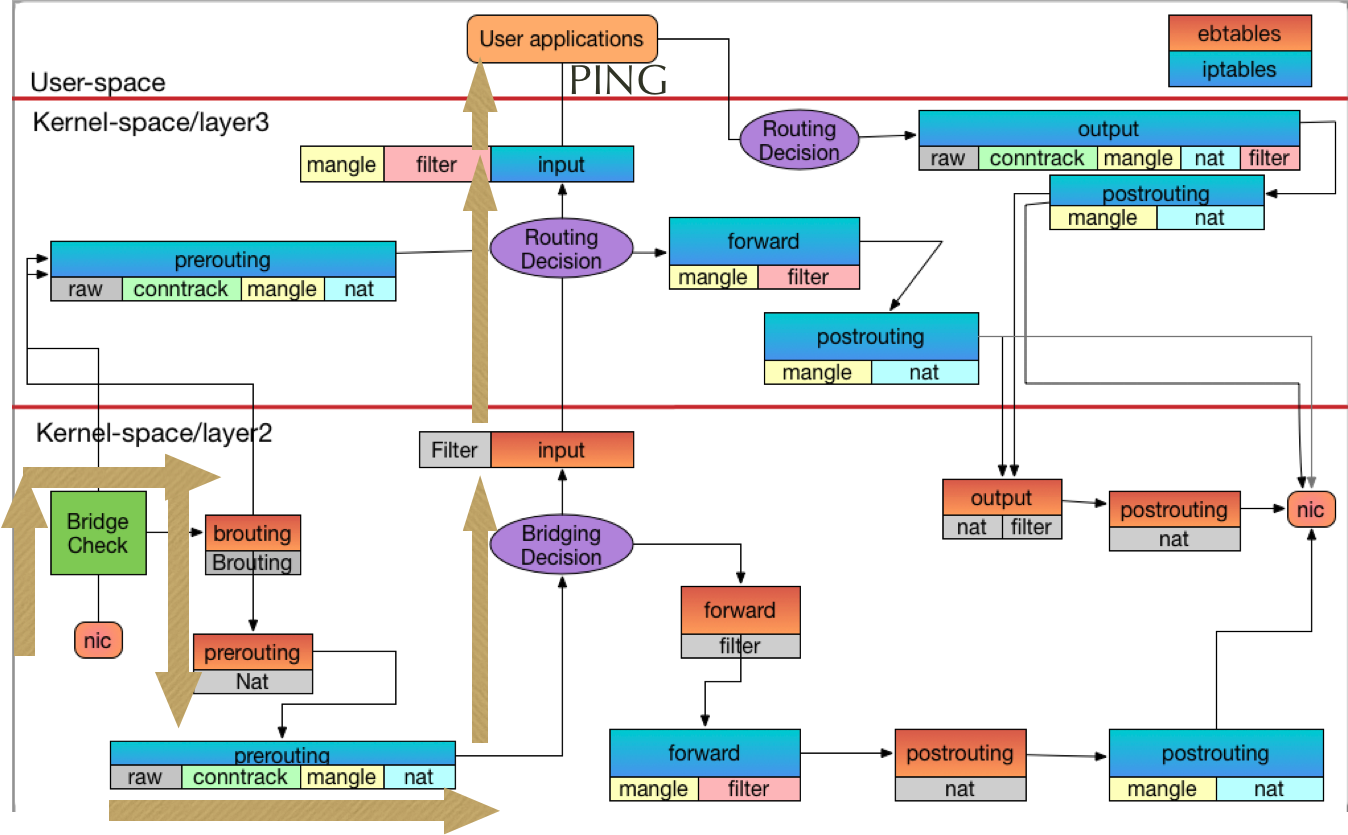 User applications
ebtables
iptables
PING
User-space
Kernel-space/layer3
Routing
Decision
output
raw conntrack mangle nat filter
mangle filter input
postrouting
mangle nat
Routing
Decision
forward
mangle filter
prerouting
raw conntrack mangle nat
postrouting
mangle nat
Kernel-space/layer2
Filter input
Bridge
Check
brouting
Brouting
Bridging
Decision
output
nat filter
postrouting
nat
nic
nic
prerouting
Nat
forward
filter
prerouting
raw conntrack mangle nat
forward
mangle filter
postrouting
nat
postrouting
mangle nat